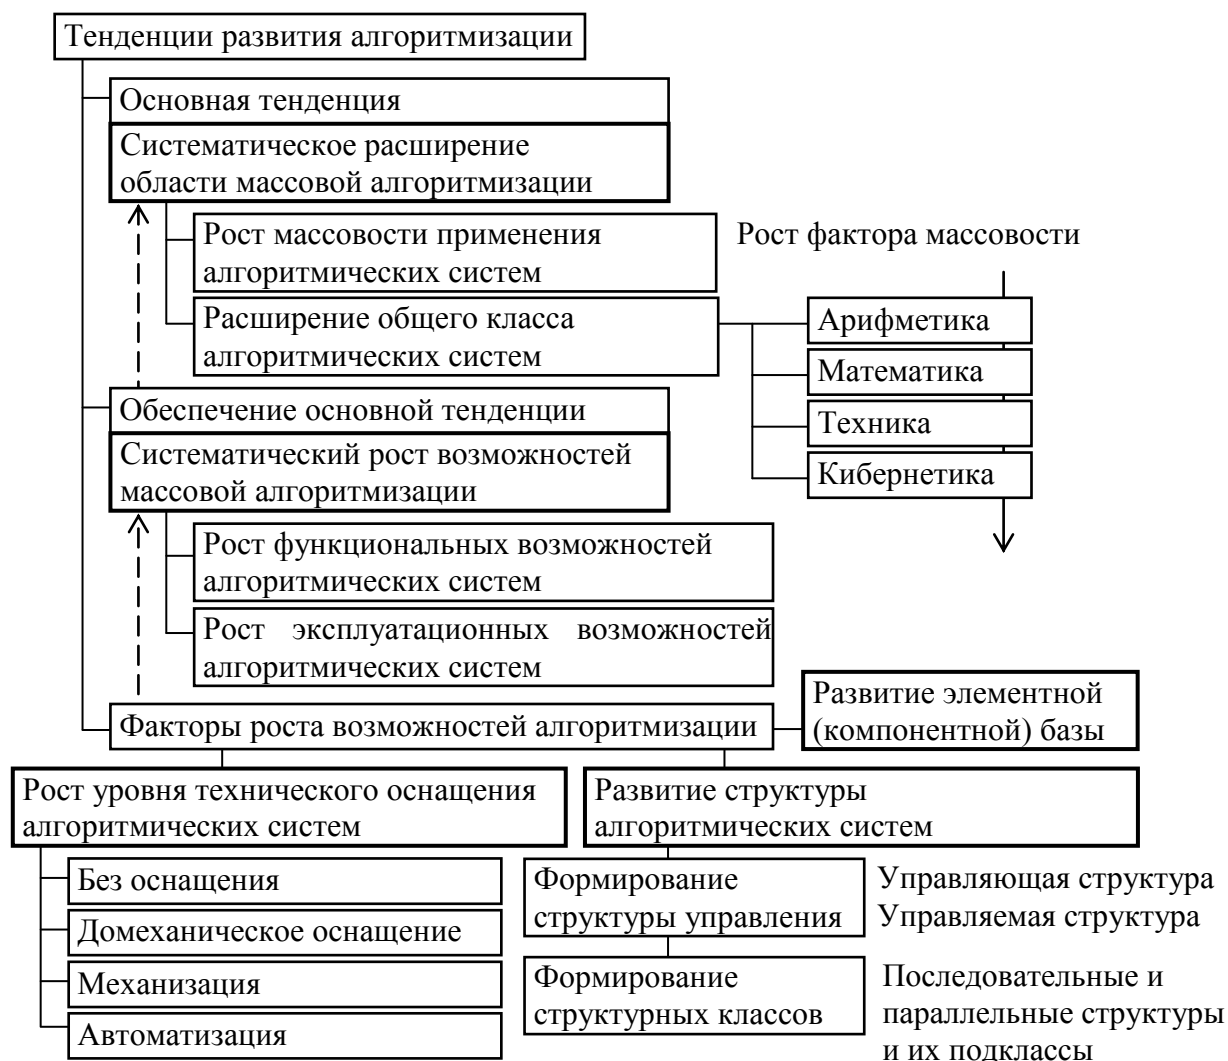 Тенденции развития алгоритмизации
Основная тенденция
Систематическое расширение
области массовой алгоритмизации
Рост массовости применения
алгоритмических систем
Рост фактора массовости
Расширение общего класса
алгоритмических систем
Арифметика
Математика
Техника
Кибернетика
Обеспечение основной тенденции
Систематический рост возможностей
массовой алгоритмизации
Рост функциональных возможностей
алгоритмических систем
Рост эксплуатационных возможностей
алгоритмических систем
Факторы роста возможностей алгоритмизации
Развитие элементной
(компонентной) базы
Рост уровня технического оснащения
алгоритмических систем
Без оснащения
Домеханическое оснащение
Механизация
Автоматизация
Развитие структуры
алгоритмических систем
Формирование
структуры управления
Управляющая структура
Управляемая структура
Формирование
структурных классов
Последовательные и
параллельные структуры
и их подклассы